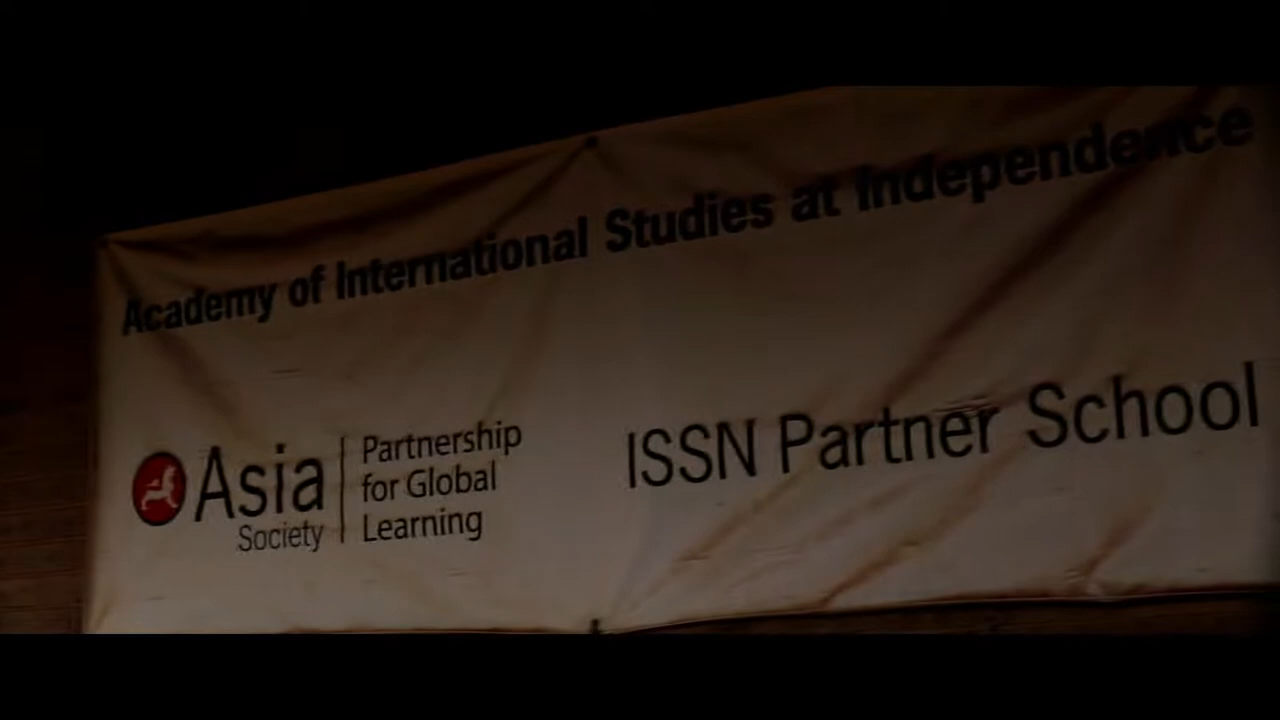 Academy of International Studies at Independence
Asia
Society
Partnership
for Global
Learning
ISSN Partner School